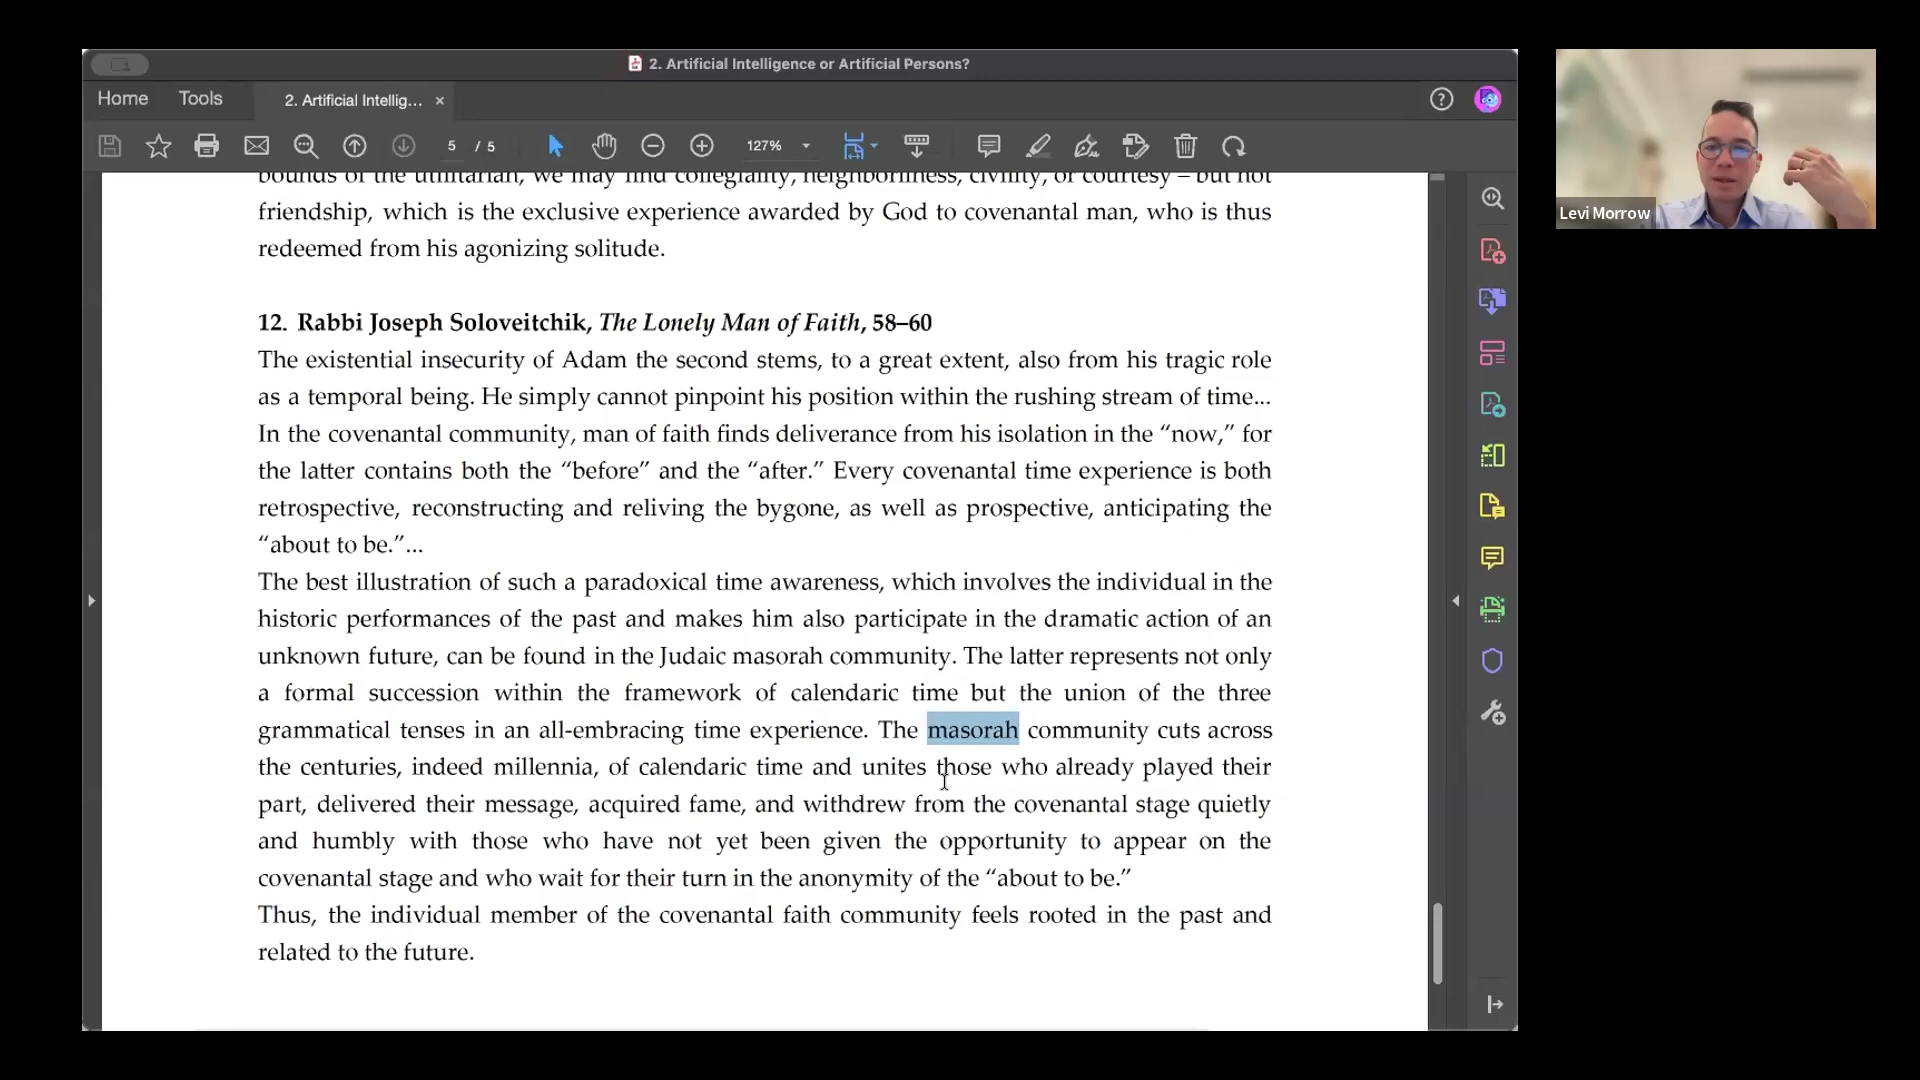 2. Artificial Intelligence or Artificial Persons?
Home Tools 2. Artificial Intellig... ×
5 / 5 127%
bounds of the utilitarian, we may find collegiality, neighborliness, civility, or courtesy – but not
friendship, which is the exclusive experience awarded by God to covenantal man, who is thus
redeemed from his agonizing solitude.
12. Rabbi Joseph Soloveitchik, The Lonely Man of Faith, 58–60
The existential insecurity of Adam the second stems, to a great extent, also from his tragic role
as a temporal being. He simply cannot pinpoint his position within the rushing stream of time...
In the covenantal community, man of faith finds deliverance from his isolation in the “now,” for
the latter contains both the “before” and the “after.” Every covenantal time experience is both
retrospective, reconstructing and reliving the bygone, as well as prospective, anticipating the
“about to be.”...
The best illustration of such a paradoxical time awareness, which involves the individual in the
historic performances of the past and makes him also participate in the dramatic action of an
unknown future, can be found in the Judaic masorah community. The latter represents not only
a formal succession within the framework of calendaric time but the union of the three
grammatical tenses in an all-embracing time experience. The masorah community cuts across
the centuries, indeed millennia, of calendaric time and unites those who already played their
part, delivered their message, acquired fame, and withdrew from the covenantal stage quietly
and humbly with those who have not yet been given the opportunity to appear on the
covenantal stage and who wait for their turn in the anonymity of the “about to be.”
Thus, the individual member of the covenantal faith community feels rooted in the past and
related to the future.
Levi Morrow